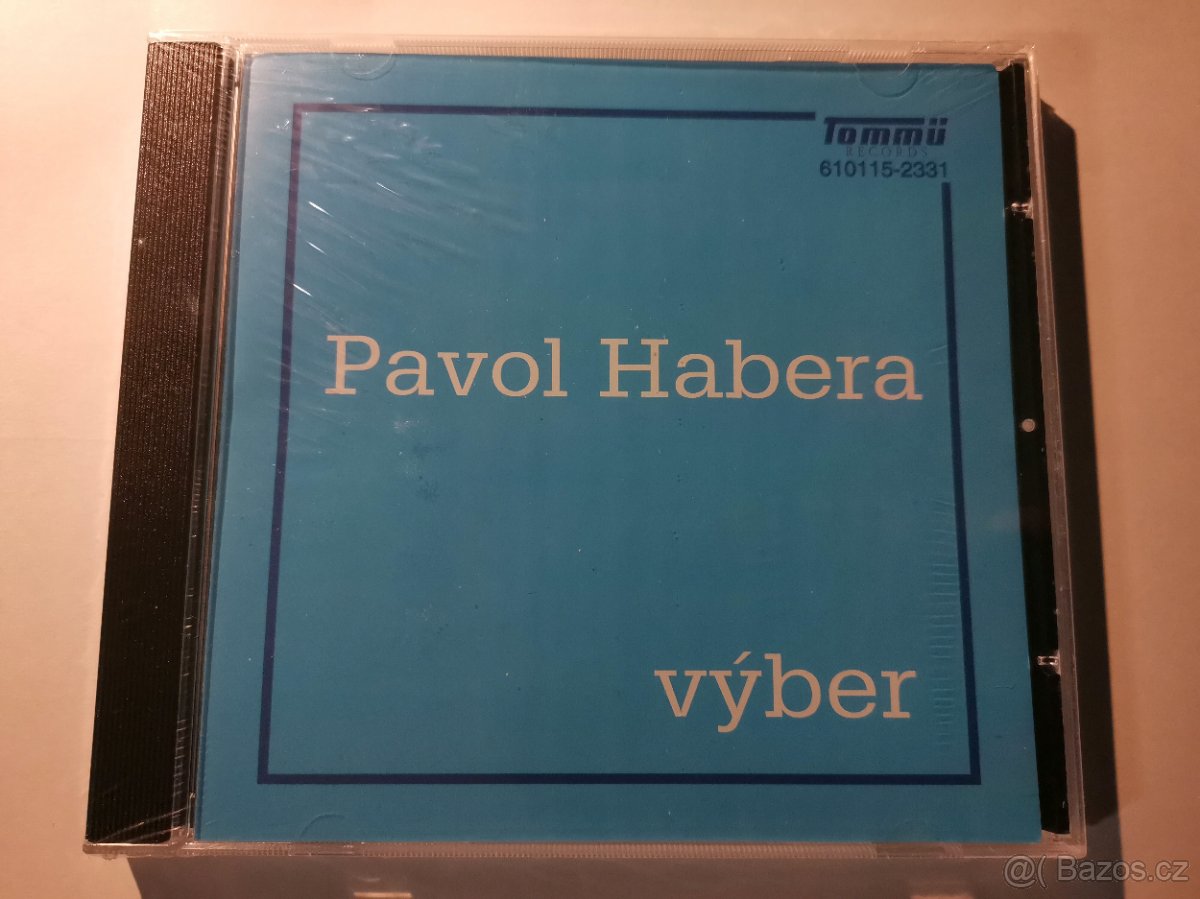 Tommü
RECORDS
610115-2331
Pavol Habera
výber
@( Bazos.cz